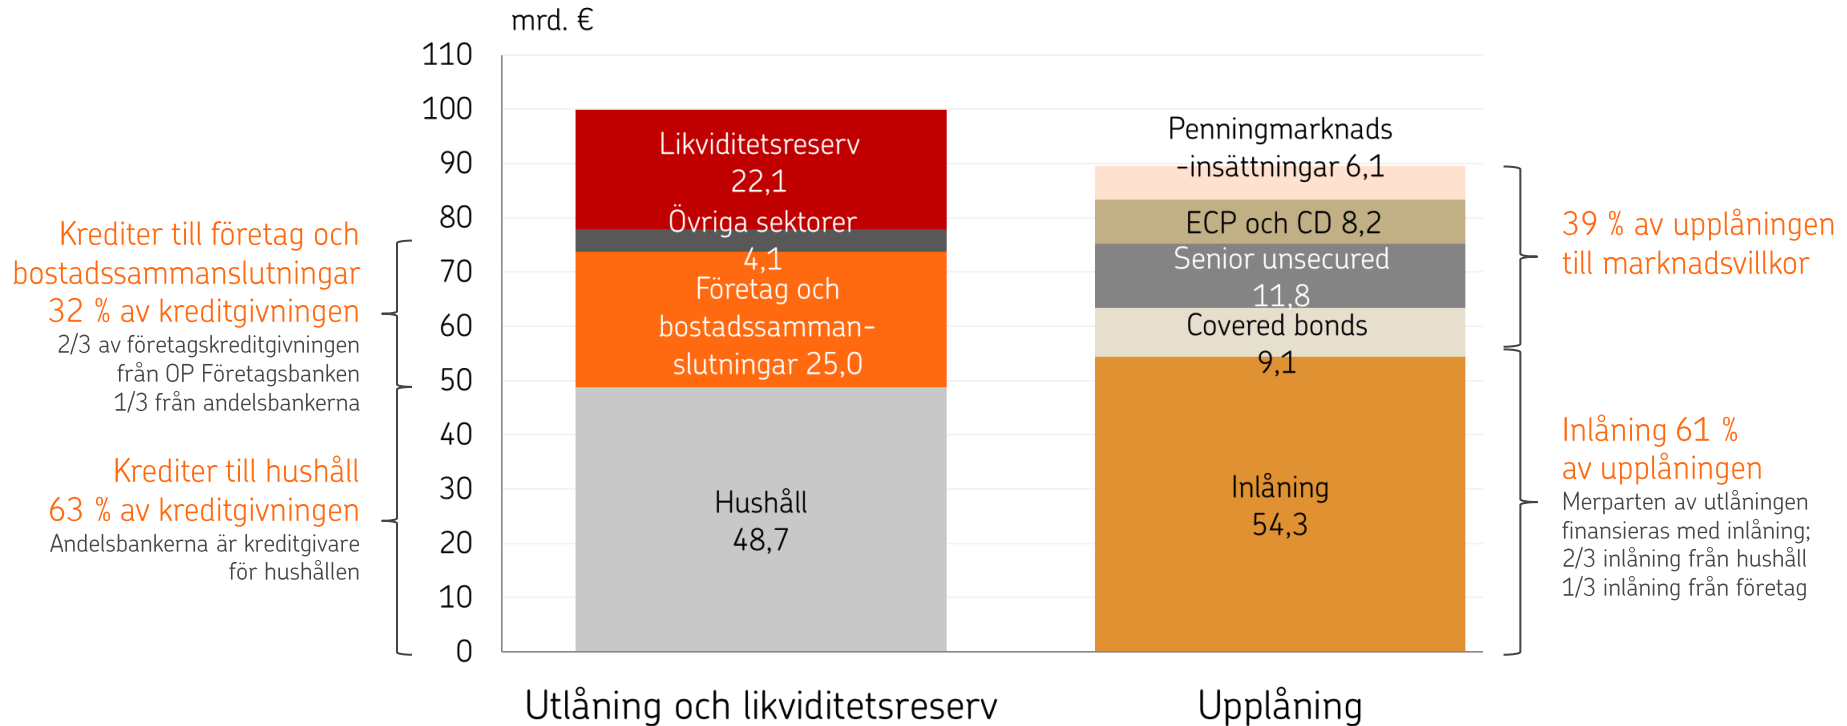 mrd. €
110
100
90
80
70
60
50
40
30
20
10
0
Krediter till företag och
bostadssammanslutningar
32 % av kreditgivningen
2/3 av företagskreditgivningen
från OP Företagsbanken
1/3 från andelsbankerna
Krediter till hushåll
63 % av kreditgivningen
Andelsbankerna är kreditgivare
för hushållen
Likviditetsreserv
22,1
Övriga sektorer
4,1
Företag och
bostadssamman-
slutningar 25,0
Hushåll
48,7
Penningmarknads
-insättningar 6,1
ECP och CD 8,2
Senior unsecured
11,8
Covered bonds
9,1
Inlåning
54,3
39 % av upplåningen
till marknadsvillkor
Inlåning 61 %
av upplåningen
Merparten av utlåningen
finansieras med inlåning;
2/3 inlåning från hushåll
1/3 inlåning från företag
Utlåning och likviditetsreserv
Upplåning